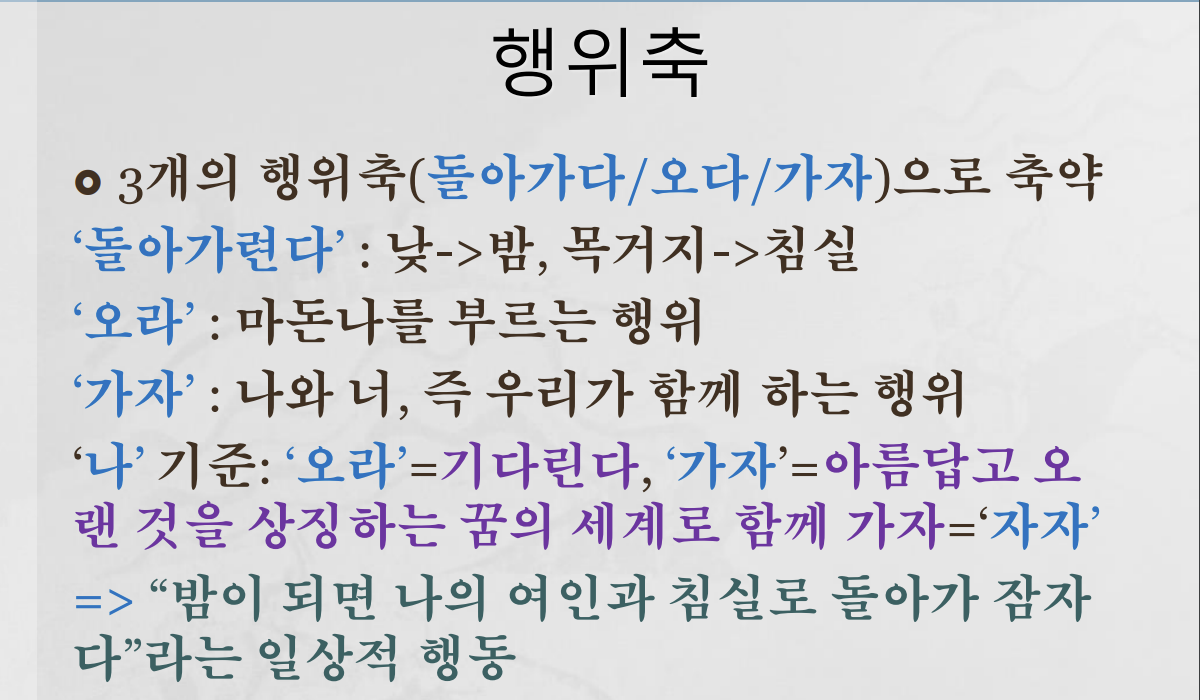 행위축
3개의 행위축(돌아가다/오다/가자)으로 축약
‘돌아가련다’ : 낮->밤, 목거지->침실
‘오라’ : 마돈나를 부르는 행위
‘가자’ : 나와 너, 즉 우리가 함께 하는 행위
‘나’ 기준: ‘오라’=기다린다, ‘가자’=아름답고 오
랜 것을 상징하는 꿈의 세계로 함께 가자=‘자자’
=> “밤이 되면 나의 여인과 침실로 돌아가 잠자
다”라는 일상적 행동